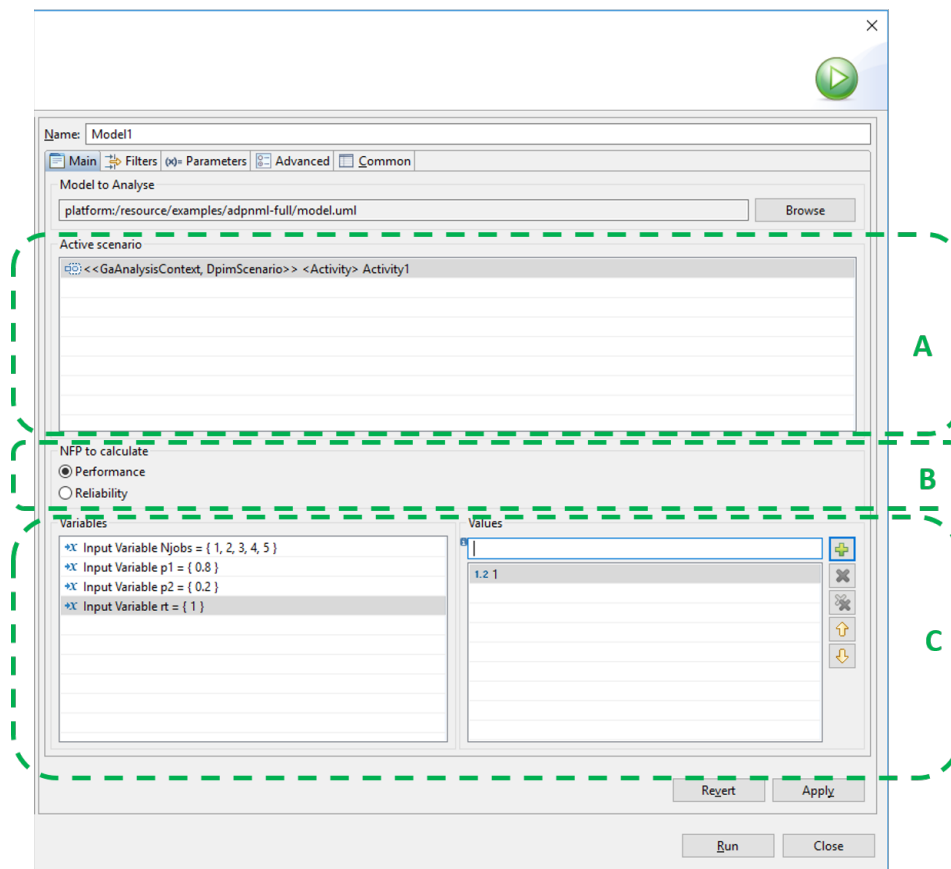 Name: Model1
Main Filters (x)= Parameters Advanced Common
Model to Analyse
platform:/resource/examples/adpnml-full/model.uml Browse
Active scenario
<<GaAnalysisContext, DpimScenario>> <Activity> Activity1
A
NFP to calculate
Performance
Reliability
B
Variables Values
Input Variable Njobs = { 1, 2, 3, 4, 5 }
Input Variable p1 = { 0.8 }
Input Variable p2 = { 0.2 }
Input Variable rt = { 1 }
1.2 1
C
Revert Apply
Run Close